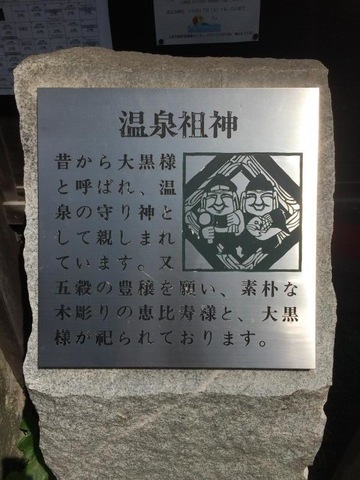 温泉祖神
昔から大黒様
と呼ばれ、温
泉の守り神と
して親しまれ
ています。又
五穀の豊穣を願い、素朴な
木彫りの恵比寿様と、大黒
様が祀られております。